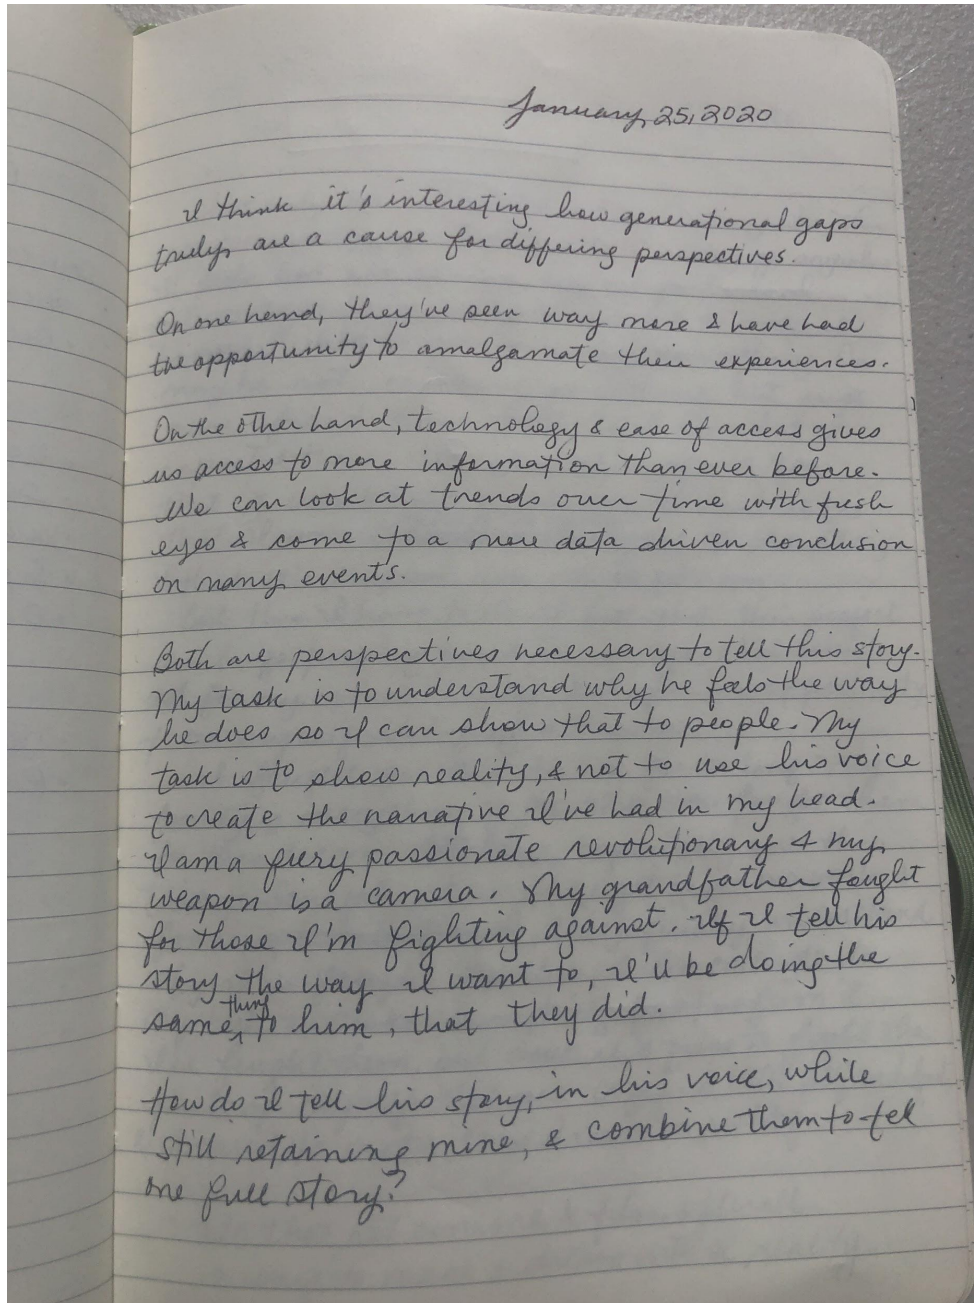 January 25, 2020
I think it's interesting how generational gaps
truly are a cause for differing perspectives.
On one hand, they've seen way more & have had
the opportunity to amalgamate their experiences.
On the other hand, technology & ease of access gives
us access to more information than ever before.
We can look at trends over time with fresh
eyes & come to a more data driven conclusion
on many events.
Both are perspectives necessary to tell this story.
My task is to understand why he feels the way
he does so I can show that to people. My
task is to show reality, & not to use his voice
to create the narrative I've had in my head.
I am a fiery passionate revolutionary & my
weapon is a camera. My grandfather fought
for those I'm fighting against. If I tell his
story the way I want to, I'll be doing the
same thing to him, that they did.
How do I tell his story, in his voice, while
still retaining mine, & combine them to tell
one full story?